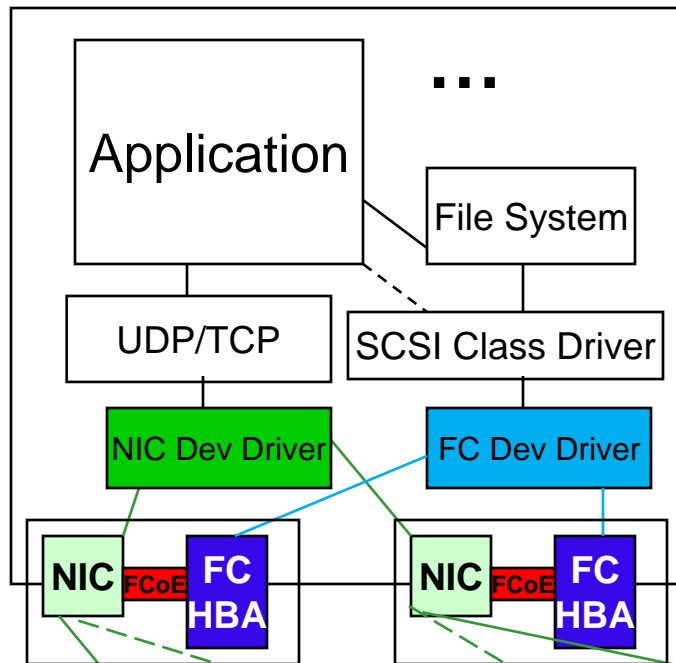 ...
Application
File System
UDP/TCP
SCSI Class Driver
NIC Dev Driver
FC Dev Driver
NIC
FCoE
FC
HBA
NIC
FCoE
FC
HBA